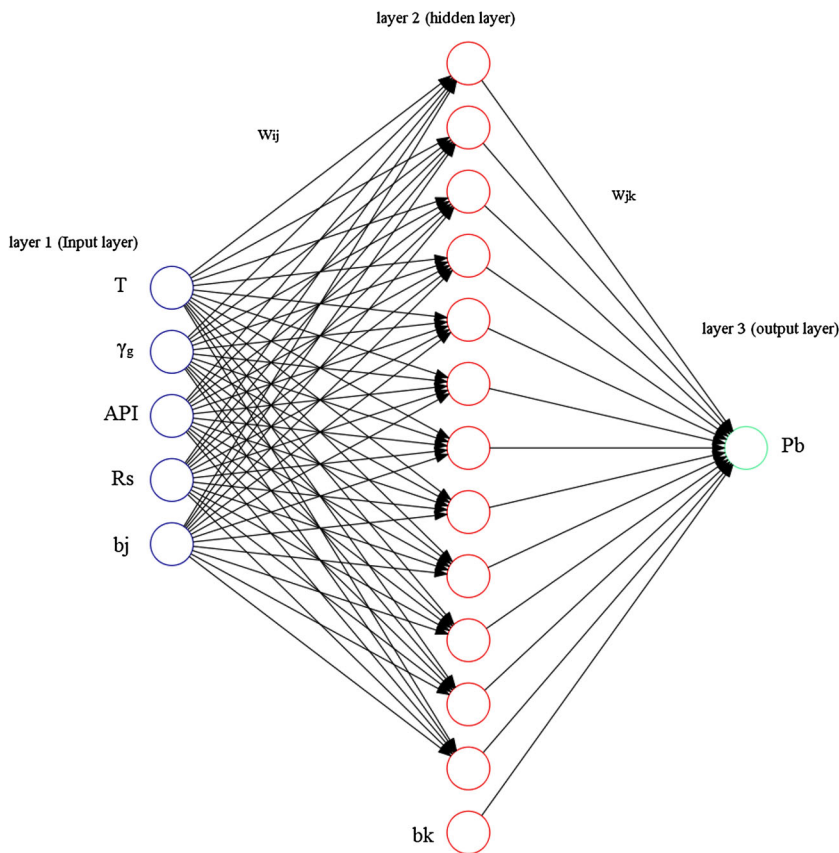 layer 2 (hidden layer)
Wij
Wjk
layer 1 (Input layer)
T
γg
API
Rs
bj
layer 3 (output layer)
Pb
bk